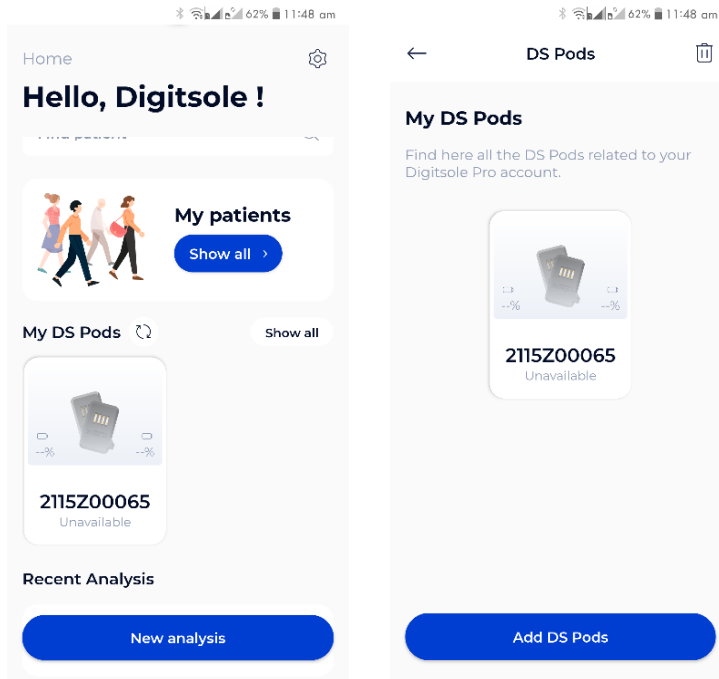 62% 11:48 am
Home
Hello, Digitsole !
Find patient
My patients
Show all
My DS Pods
Show all
--%
--%
2115Z00065
Unavailable
Recent Analysis
New analysis
62% 11:48 am
DS Pods
My DS Pods
Find here all the DS Pods related to your
Digitsole Pro account.
--%
--%
2115Z00065
Unavailable
Add DS Pods